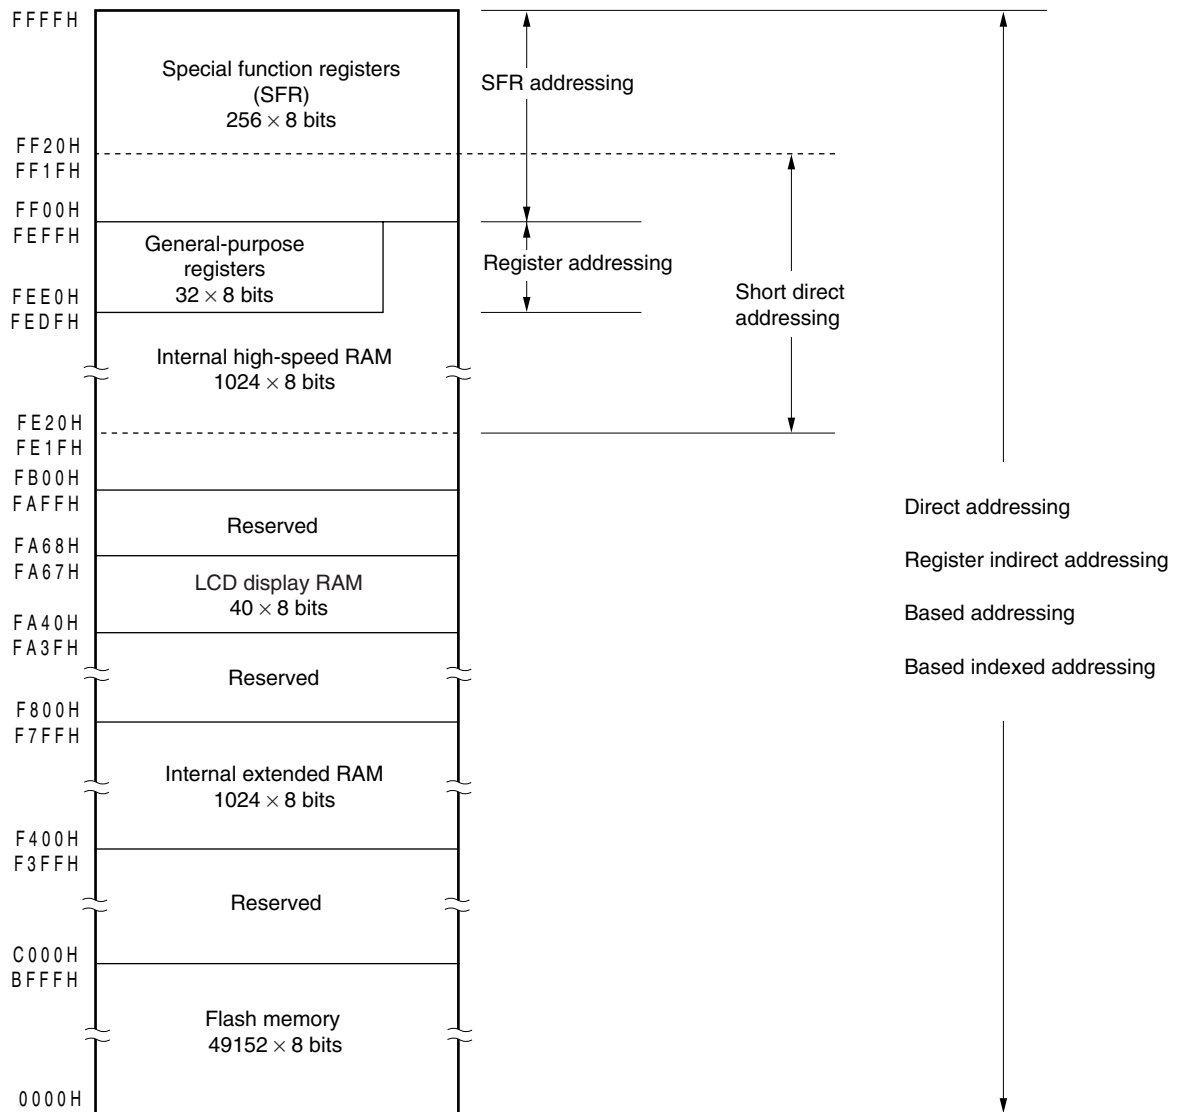 FFFFH
Special function registers
(SFR)
256 × 8 bits
SFR addressing
FF20H
FF1FH
FF00H
FEFFH
General-purpose
registers
32 × 8 bits
Register addressing
Short direct
addressing
FEE0H
FEDFH
Internal high-speed RAM
1024 × 8 bits
FE20H
FE1FH
FB00H
FAFFH
Reserved
FA68H
FA67H
LCD display RAM
40 × 8 bits
FA40H
FA3FH
Reserved
F800H
F7FFH
Internal extended RAM
1024 × 8 bits
F400H
F3FFH
Reserved
C000H
BFFFH
Flash memory
49152 × 8 bits
0000H
Direct addressing
Register indirect addressing
Based addressing
Based indexed addressing